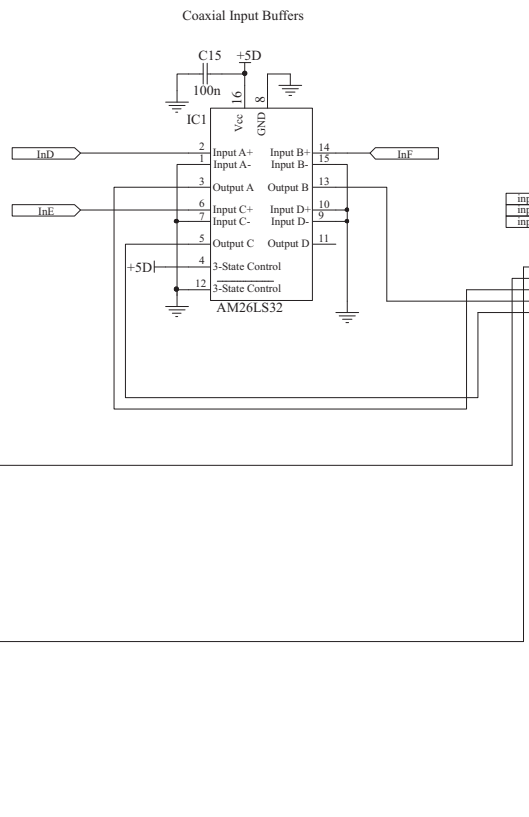 Coaxial Input Buffers
C15 +5D
100n
16 8
IC1
Vcc GND
InD 2 Input A+ Input B+ 14 InF
1 Input A- Input B- 15
3 Output A Output B 13
InE 6 Input C+ Input D+ 10
7 Input C- Input D- 9
5 Output C Output D 11
+5D 4 3-State Control
12 3-State Control
AM26LS32